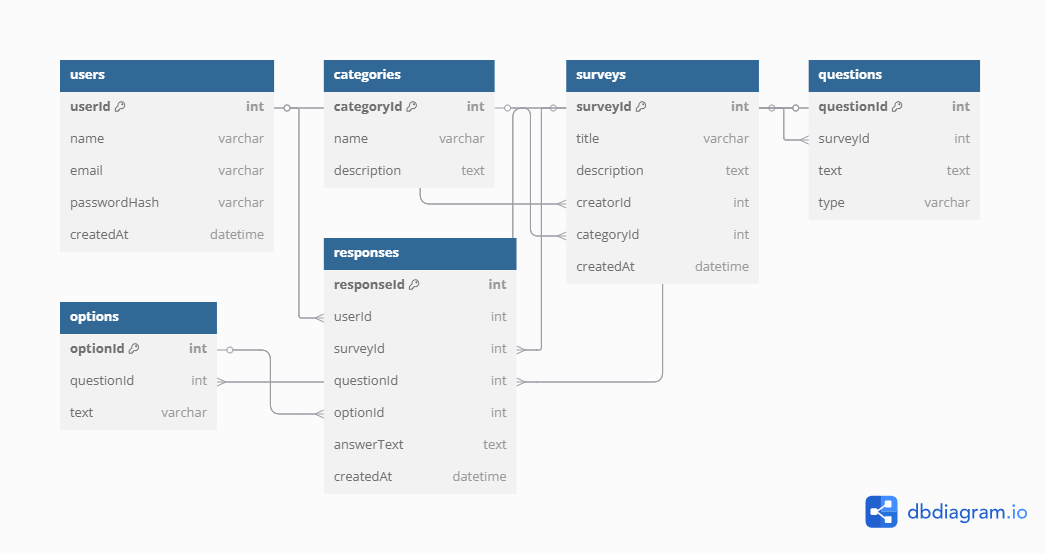 users
userId int
name varchar
email varchar
passwordHash varchar
createdAt datetime
categories
categoryId int
name varchar
description text
surveys
surveyId int
title varchar
description text
creatorId int
categoryId int
createdAt datetime
questions
questionId int
surveyId int
text text
type varchar
responses
responseId int
userId int
surveyId int
questionId int
optionId int
answerText text
createdAt datetime
options
optionId int
questionId int
text varchar
dbdiagram.io